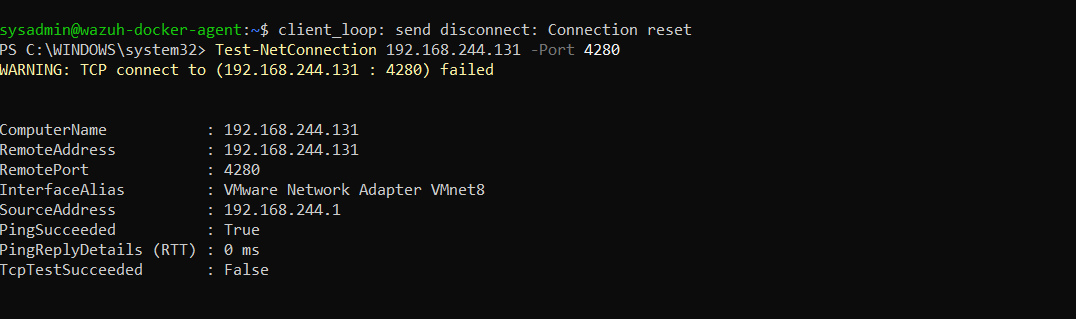 sysadmin@wazuh-docker-agent:~$ client_loop: send disconnect: Connection reset
PS C:\WINDOWS\system32> Test-NetConnection 192.168.244.131 -Port 4280
WARNING: TCP connect to (192.168.244.131 : 4280) failed
ComputerName : 192.168.244.131
RemoteAddress : 192.168.244.131
RemotePort : 4280
InterfaceAlias : VMware Network Adapter VMnet8
SourceAddress : 192.168.244.1
PingSucceeded : True
PingReplyDetails (RTT) : 0 ms
TcpTestSucceeded : False